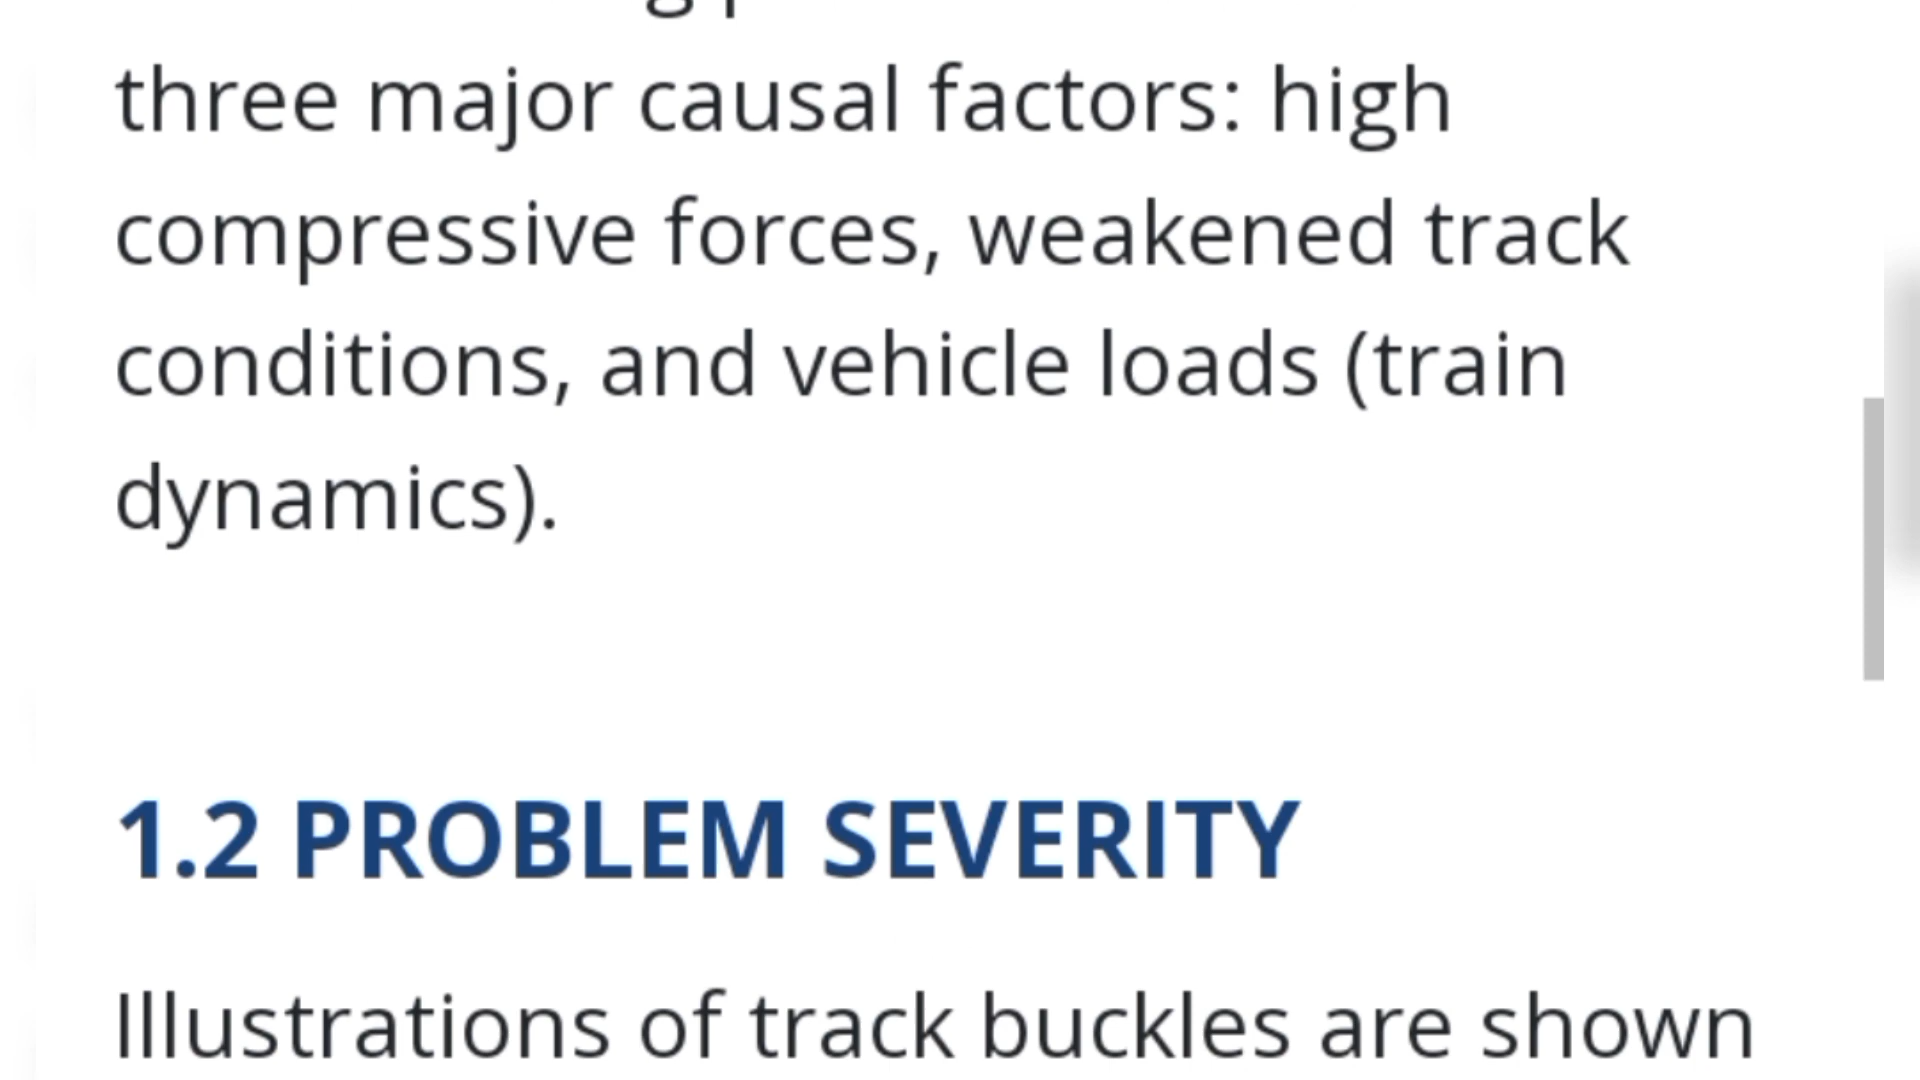 three major causal factors: high
compressive forces, weakened track
conditions, and vehicle loads (train
dynamics).
1.2 PROBLEM SEVERITY
Illustrations of track buckles are shown